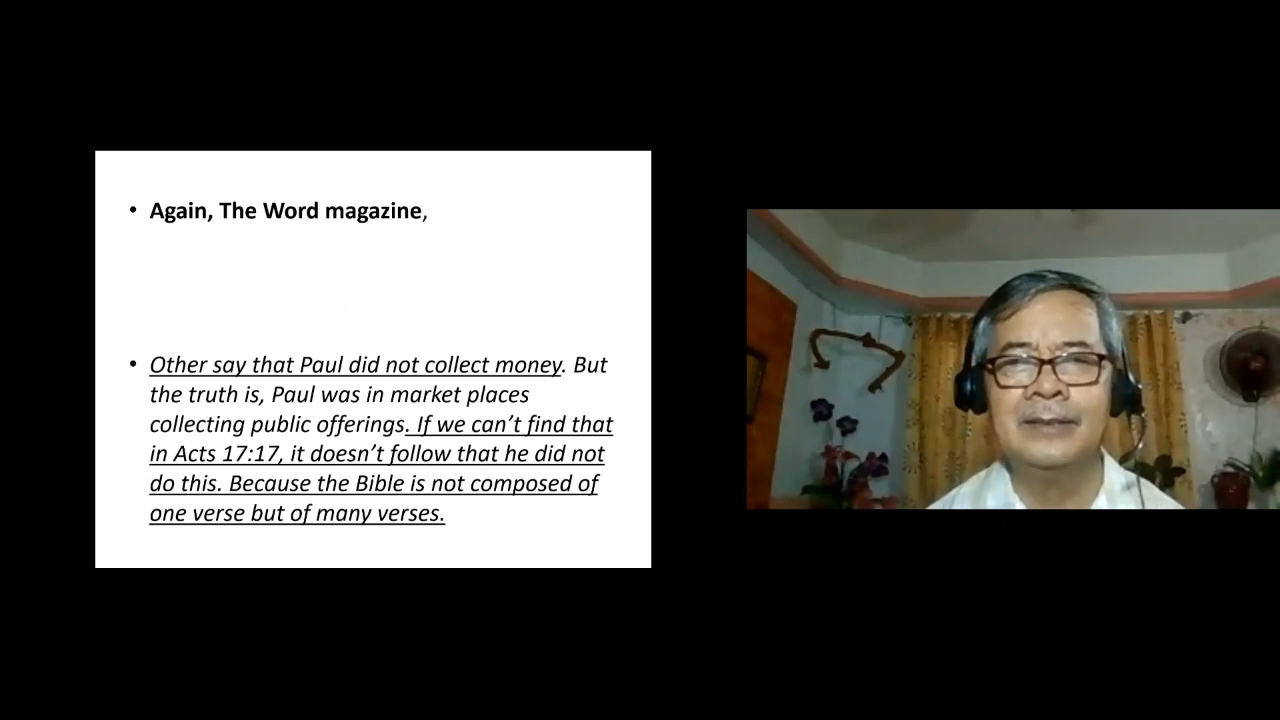 • Again, The Word magazine,
• Other say that Paul did not collect money. But
the truth is, Paul was in market places
collecting public offerings. If we can’t find that
in Acts 17:17, it doesn’t follow that he did not
do this. Because the Bible is not composed of
one verse but of many verses.